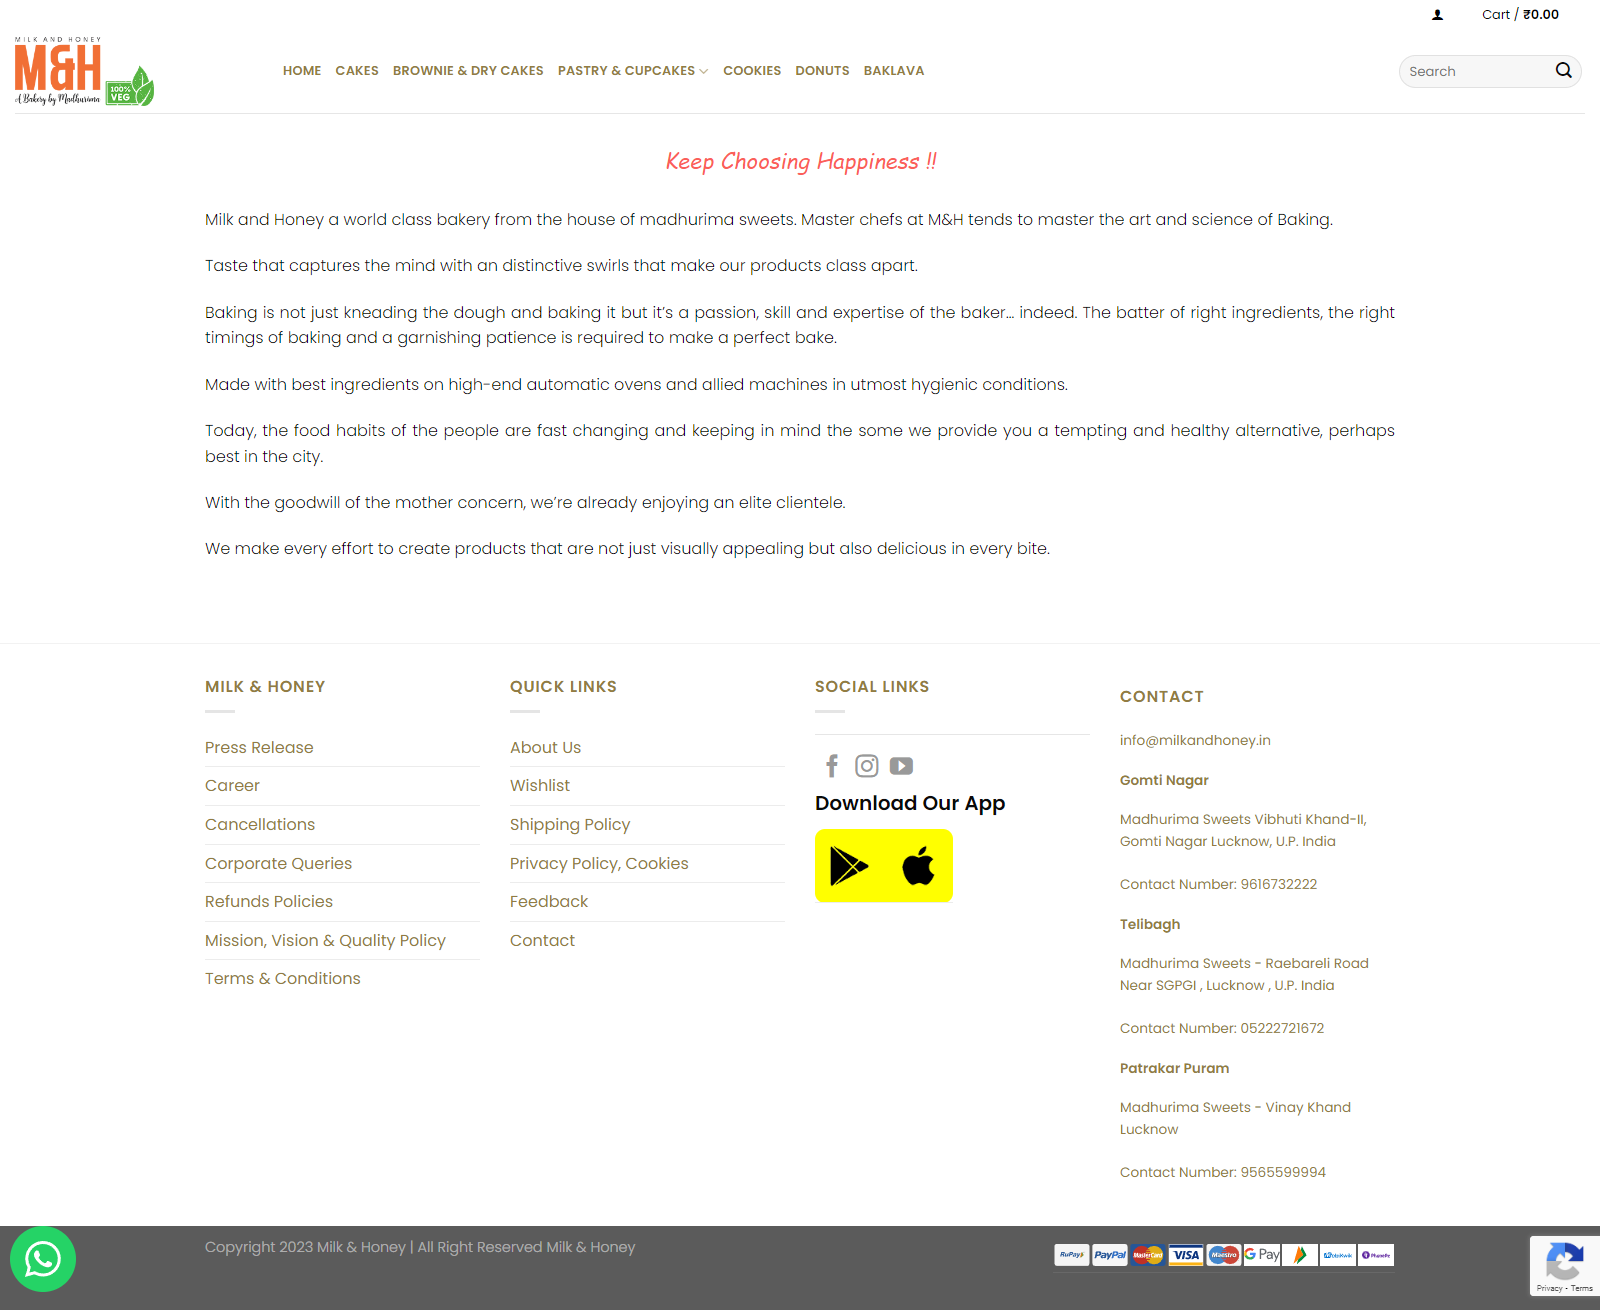 Cart / ₹0.00
MILK AND HONEY
M&H
A Bakery by Madhurima
100%
VEG
HOME CAKES BROWNIE & DRY CAKES PASTRY & CUPCAKES COOKIES DONUTS BAKLAVA
Search
Keep Choosing Happiness !!
Milk and Honey a world class bakery from the house of madhurima sweets. Master chefs at M&H tends to master the art and science of Baking.
Taste that captures the mind with an distinctive swirls that make our products class apart.
Baking is not just kneading the dough and baking it but it’s a passion, skill and expertise of the baker… indeed. The batter of right ingredients, the right
timings of baking and a garnishing patience is required to make a perfect bake.
Made with best ingredients on high-end automatic ovens and allied machines in utmost hygienic conditions.
Today, the food habits of the people are fast changing and keeping in mind the some we provide you a tempting and healthy alternative, perhaps
best in the city.
With the goodwill of the mother concern, we’re already enjoying an elite clientele.
We make every effort to create products that are not just visually appealing but also delicious in every bite.
MILK & HONEY
Press Release
Career
Cancellations
Corporate Queries
Refunds Policies
Mission, Vision & Quality Policy
Terms & Conditions
QUICK LINKS
About Us
Wishlist
Shipping Policy
Privacy Policy, Cookies
Feedback
Contact
SOCIAL LINKS
Download Our App
CONTACT
info@milkandhoney.in
Gomti Nagar
Madhurima Sweets Vibhuti Khand-II,
Gomti Nagar Lucknow, U.P. India
Contact Number: 9616732222
Telibagh
Madhurima Sweets - Raebareli Road
Near SGPGI , Lucknow , U.P. India
Contact Number: 05222721672
Patrakar Puram
Madhurima Sweets - Vinay Khand
Lucknow
Contact Number: 9565599994
Copyright 2023 Milk & Honey | All Right Reserved Milk & Honey
RuPay PayPal MasterCard VISA Maestro G Pay MobiKwik PhonePe
Privacy - Terms